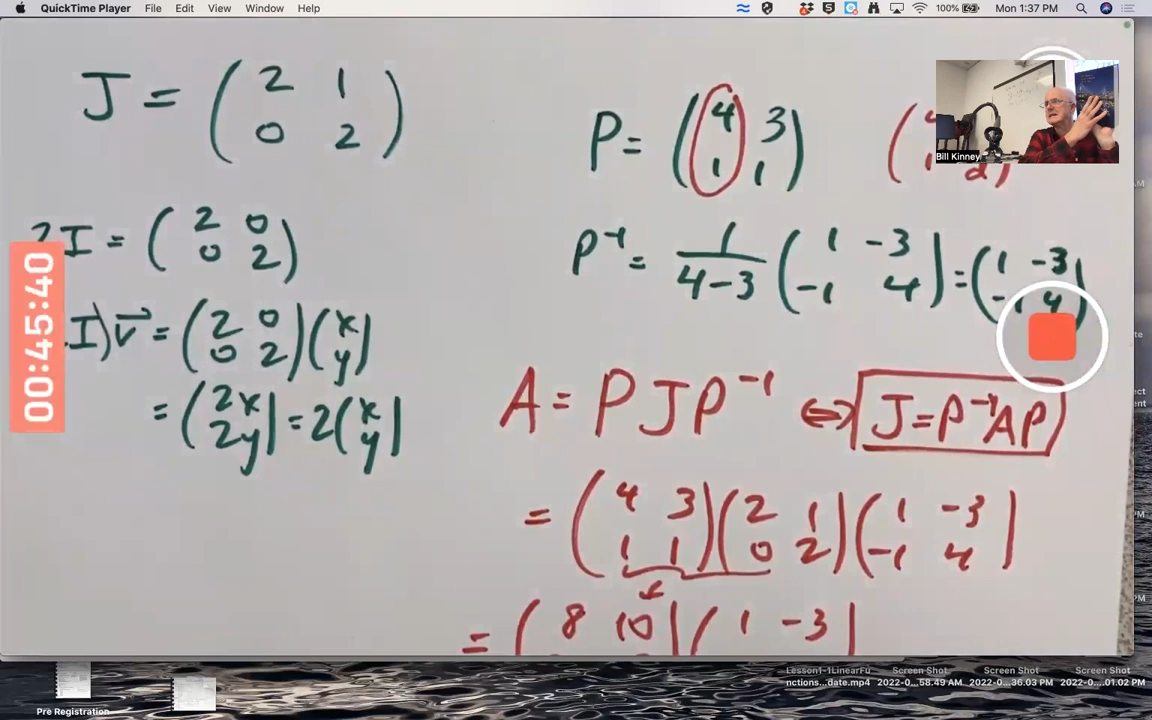 QuickTime Player File Edit View Window Help 100% Mon 1:37 PM
J = ( 2 1
0 2 )
P = ( 4 3
1 1 )
Bill Kinney
2I = ( 2 0
0 2 )
P⁻¹ = 1/(4-3) ( 1 -3
-1 4 ) = ( 1 -3
-1 4 )
I)v⃗ = ( 2 0
0 2 ) ( x
y )
= ( 2x
2y ) = 2 ( x
y )
00:45:40
A = PJP⁻¹ ⟷ J = P⁻¹AP
= ( 4 3
1 1 ) ( 2 1
0 2 ) ( 1 -3
-1 4 )
= ( 8 10 ) ( 1 -3 )
Lesson1-1LinearFu Screen Shot Screen Shot Screen Shot
nctions...date.mp4 2022-0...58.49 AM 2022-0...36.03 PM 2022-0....01.02 PM
Pre Registration